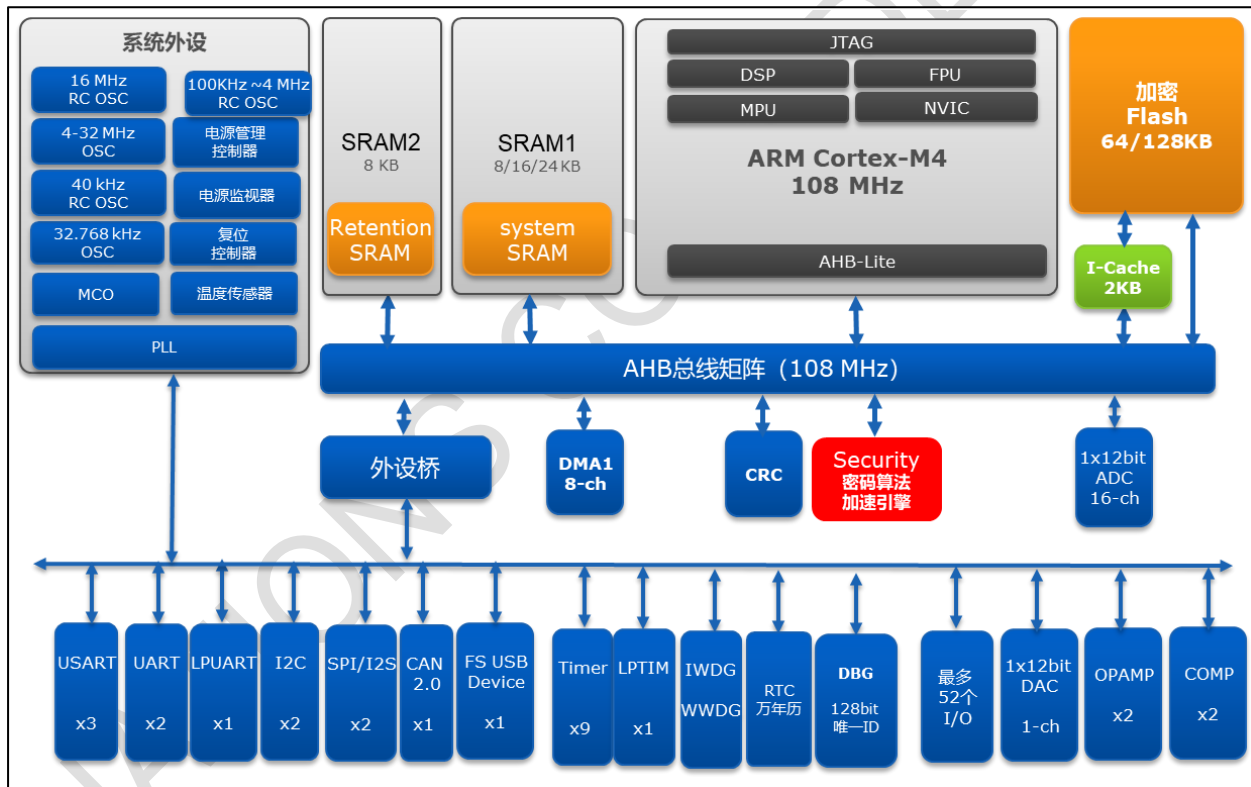 系统外设
16 MHz
RC OSC
100KHz ~4 MHz
RC OSC
4-32 MHz
OSC
电源管理
控制器
40 kHz
RC OSC
电源监视器
32.768 kHz
OSC
复位
控制器
MCO
温度传感器
PLL
SRAM2
8 KB
Retention
SRAM
SRAM1
8/16/24KB
system
SRAM
JTAG
DSP
FPU
MPU
NVIC
ARM Cortex-M4
108 MHz
AHB-Lite
加密
Flash
64/128KB
I-Cache
2KB
AHB总线矩阵（108 MHz）
外设桥
DMA1
8-ch
CRC
Security
密码算法
加速引擎
1x12bit
ADC
16-ch
USART
x3
UART
x2
LPUART
x1
I2C
x2
SPI/I2S
x2
CAN
2.0
x1
FS USB
Device
x1
Timer
x9
LPTIM
x1
IWDG
WWDG
RTC
万年历
DBG
128bit
唯一ID
最多
52个
I/O
1x12bit
DAC
1-ch
OPAMP
x2
COMP
x2